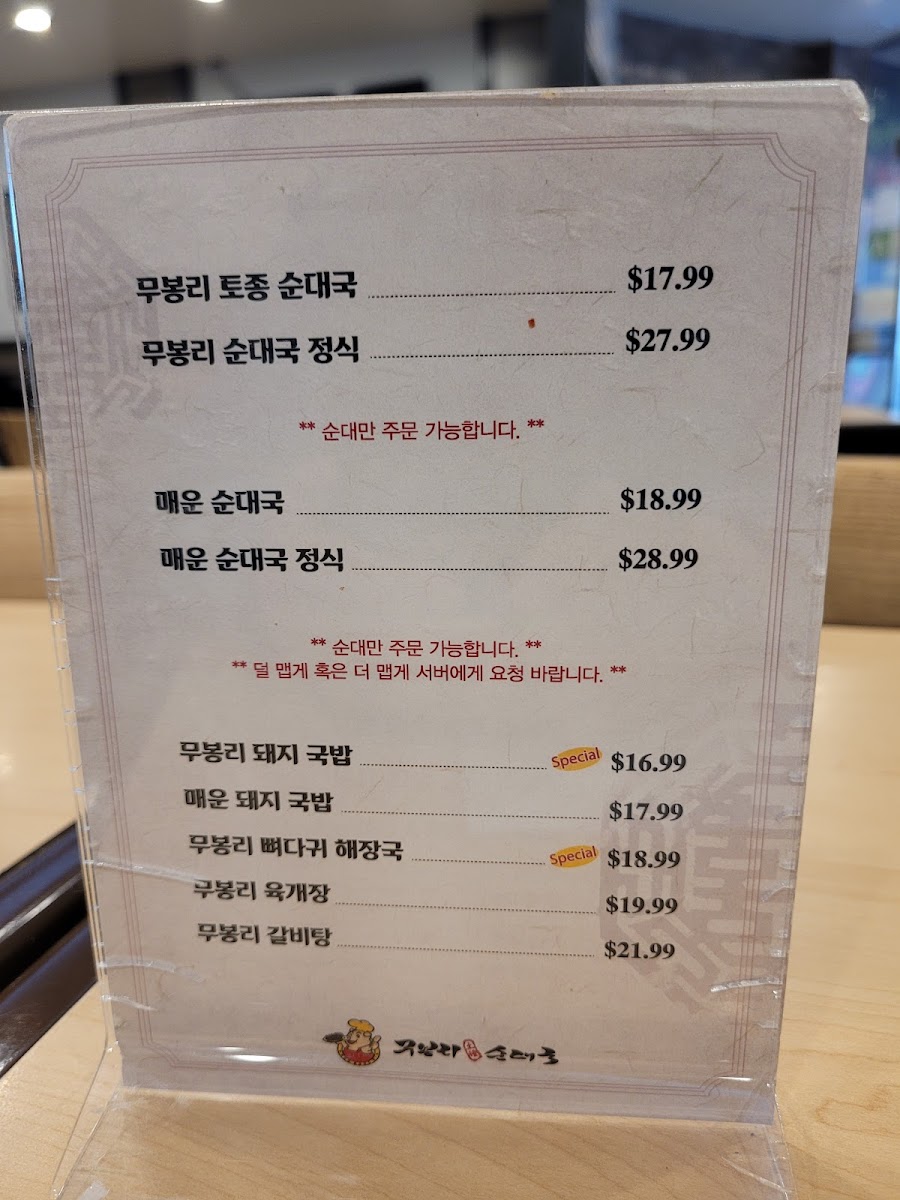 무봉리 토종 순대국 $17.99
무봉리 순대국 정식 $27.99
** 순대만 주문 가능합니다. **
매운 순대국 $18.99
매운 순대국 정식 $28.99
** 순대만 주문 가능합니다. **
** 덜 맵게 혹은 더 맵게 서버에게 요청 바랍니다. **
무봉리 돼지 국밥 Special $16.99
매운 돼지 국밥 $17.99
무봉리 뼈다귀 해장국 Special $18.99
무봉리 육개장 $19.99
무봉리 갈비탕 $21.99
무봉리 순대국